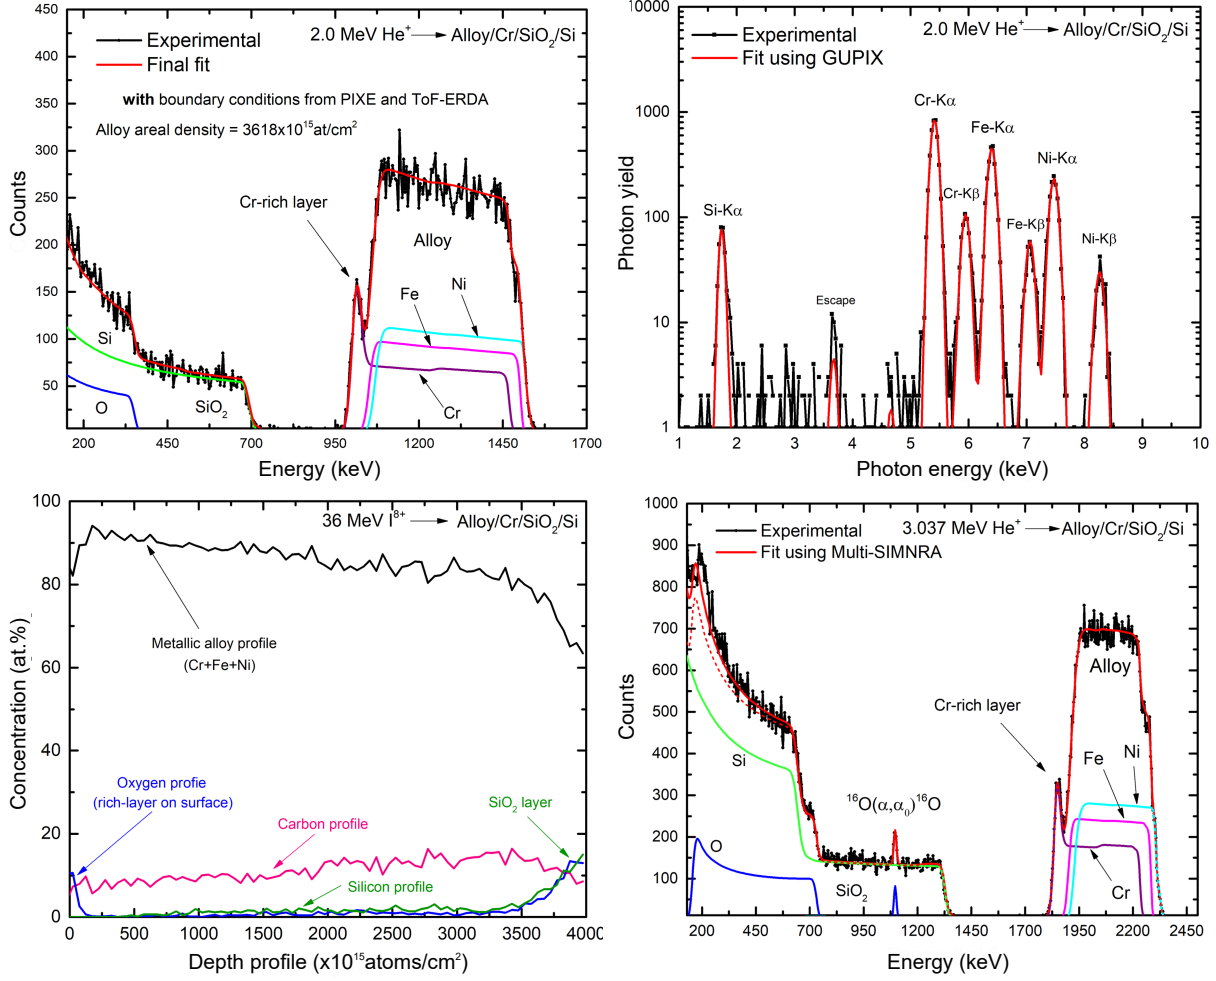 2.0 MeV He⁺ → Alloy/Cr/SiO₂/Si
Experimental
Final fit
with boundary conditions from PIXE and ToF-ERDA
Alloy areal density = 3618x10¹⁵at/cm²
Cr-rich layer
Alloy
Fe
Ni
Si
O
SiO₂
Cr
450
400
350
300
250
200
150
100
50
Counts
200 450 700 950 1200 1450 1700
Energy (keV)
2.0 MeV He⁺ → Alloy/Cr/SiO₂/Si
Experimental
Fit using GUPIX
Cr-Kα
Fe-Kα
Ni-Kα
Cr-Kβ
Si-Kα
Fe-Kβ
Ni-Kβ
Escape
1000
100
10
1
Photon yield
1 2 3 4 5 6 7 8 9 10
Photon energy (keV)
36 MeV I⁸⁺ → Alloy/Cr/SiO₂/Si
Metallic alloy profile
(Cr+Fe+Ni)
Oxygen profie
(rich-layer on surface)
SiO₂ layer
Carbon profile
Silicon profile
100
80
60
40
20
0
Concentration (at.%)
0 500 1000 1500 2000 2500 3000 3500 4000
Depth profile (x10¹⁵atoms/cm²)
3.037 MeV He⁺ → Alloy/Cr/SiO₂/Si
Experimental
Fit using Multi-SIMNRA
Alloy
Cr-rich layer
Fe
Ni
Si
¹⁶O(α,α₀)¹⁶O
O
SiO₂
Cr
1000
900
800
700
600
500
400
300
200
100
Counts
200 450 700 950 1200 1450 1700 1950 2200 2450
Energy (keV)